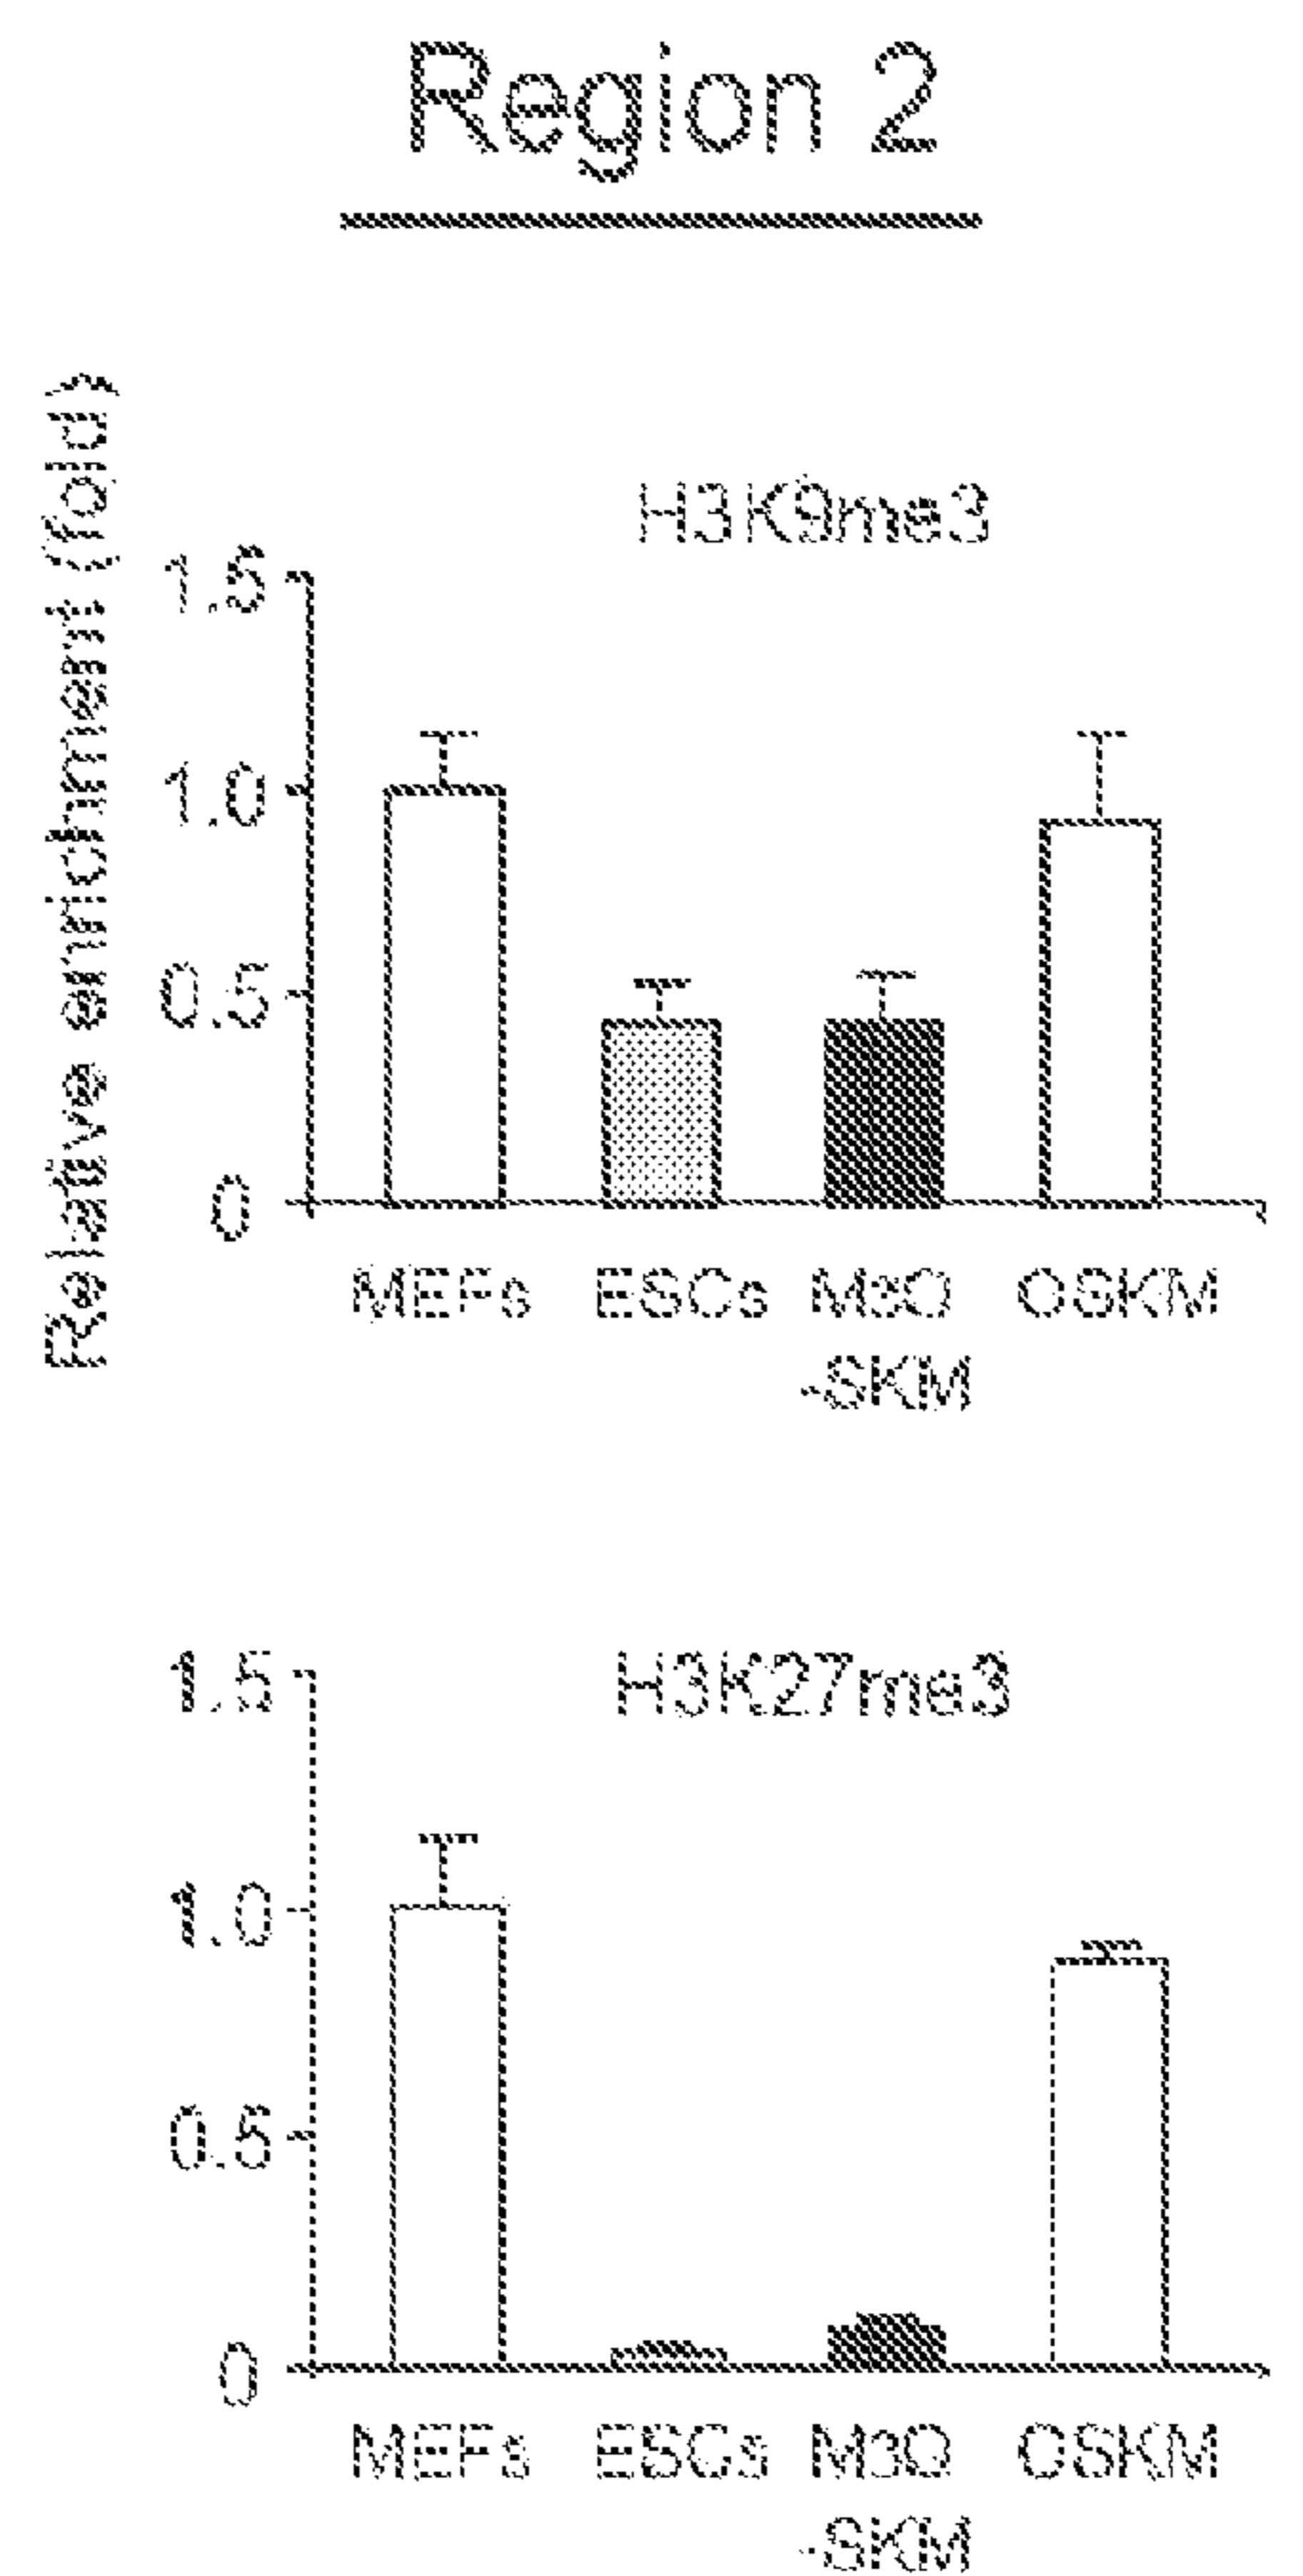 Region 2
Relative enrichment (fold)
H3K9me3
1.5
1.0
0.5
0
MEFs ESCs M3O OSKM
-SKM
H3K27me3
1.5
1.0
0.5
0
MEFs ESCs M3O OSKM
-SKM